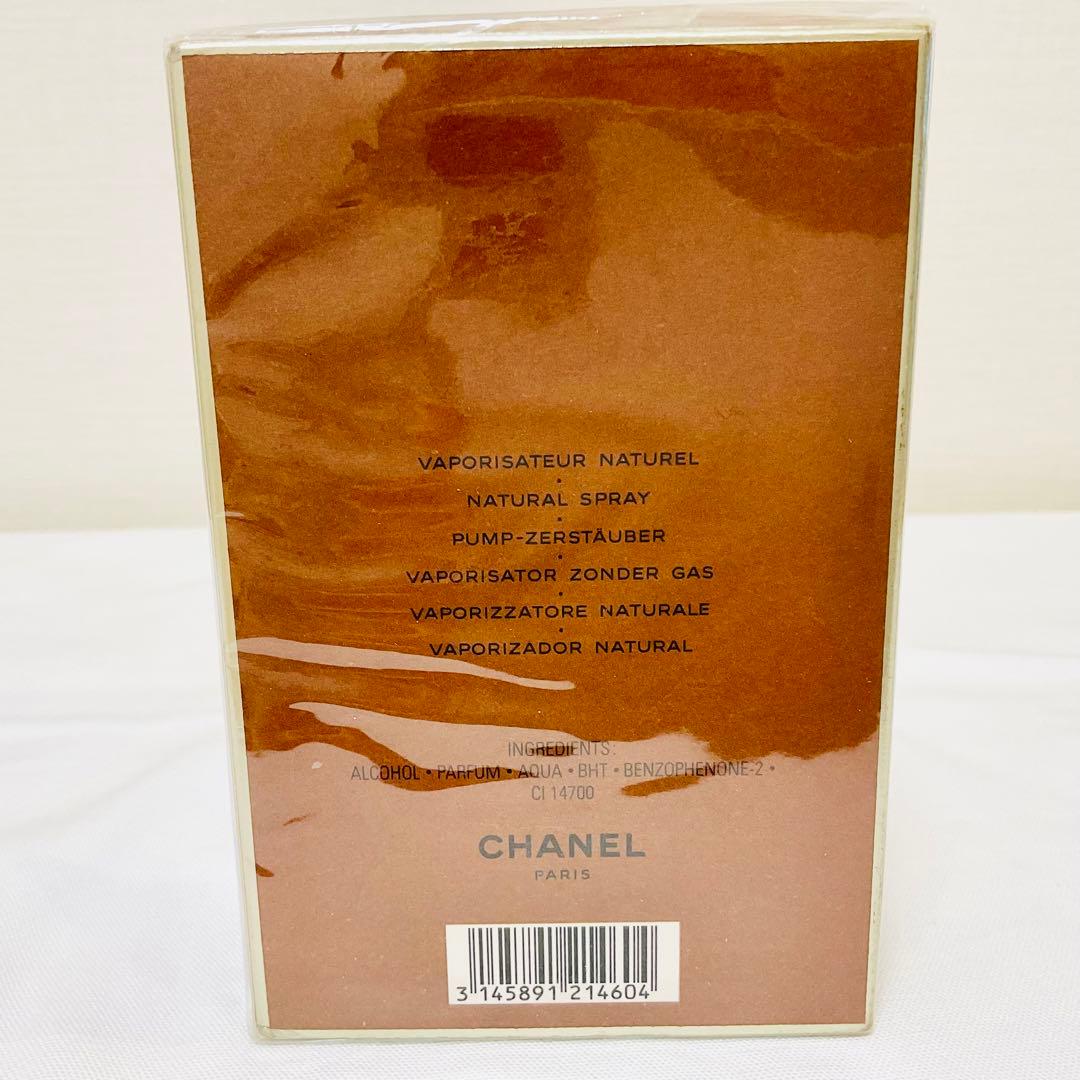 VAPORISATEUR NATUREL
•
NATURAL SPRAY
•
PUMP-ZERSTÄUBER
•
VAPORISATOR ZONDER GAS
•
VAPORIZZATORE NATURALE
•
VAPORIZADOR NATURAL
INGREDIENTS:
ALCOHOL • PARFUM • AQUA • BHT • BENZOPHENONE-2 •
CI 14700
CHANEL
PARIS
3 145891 214604